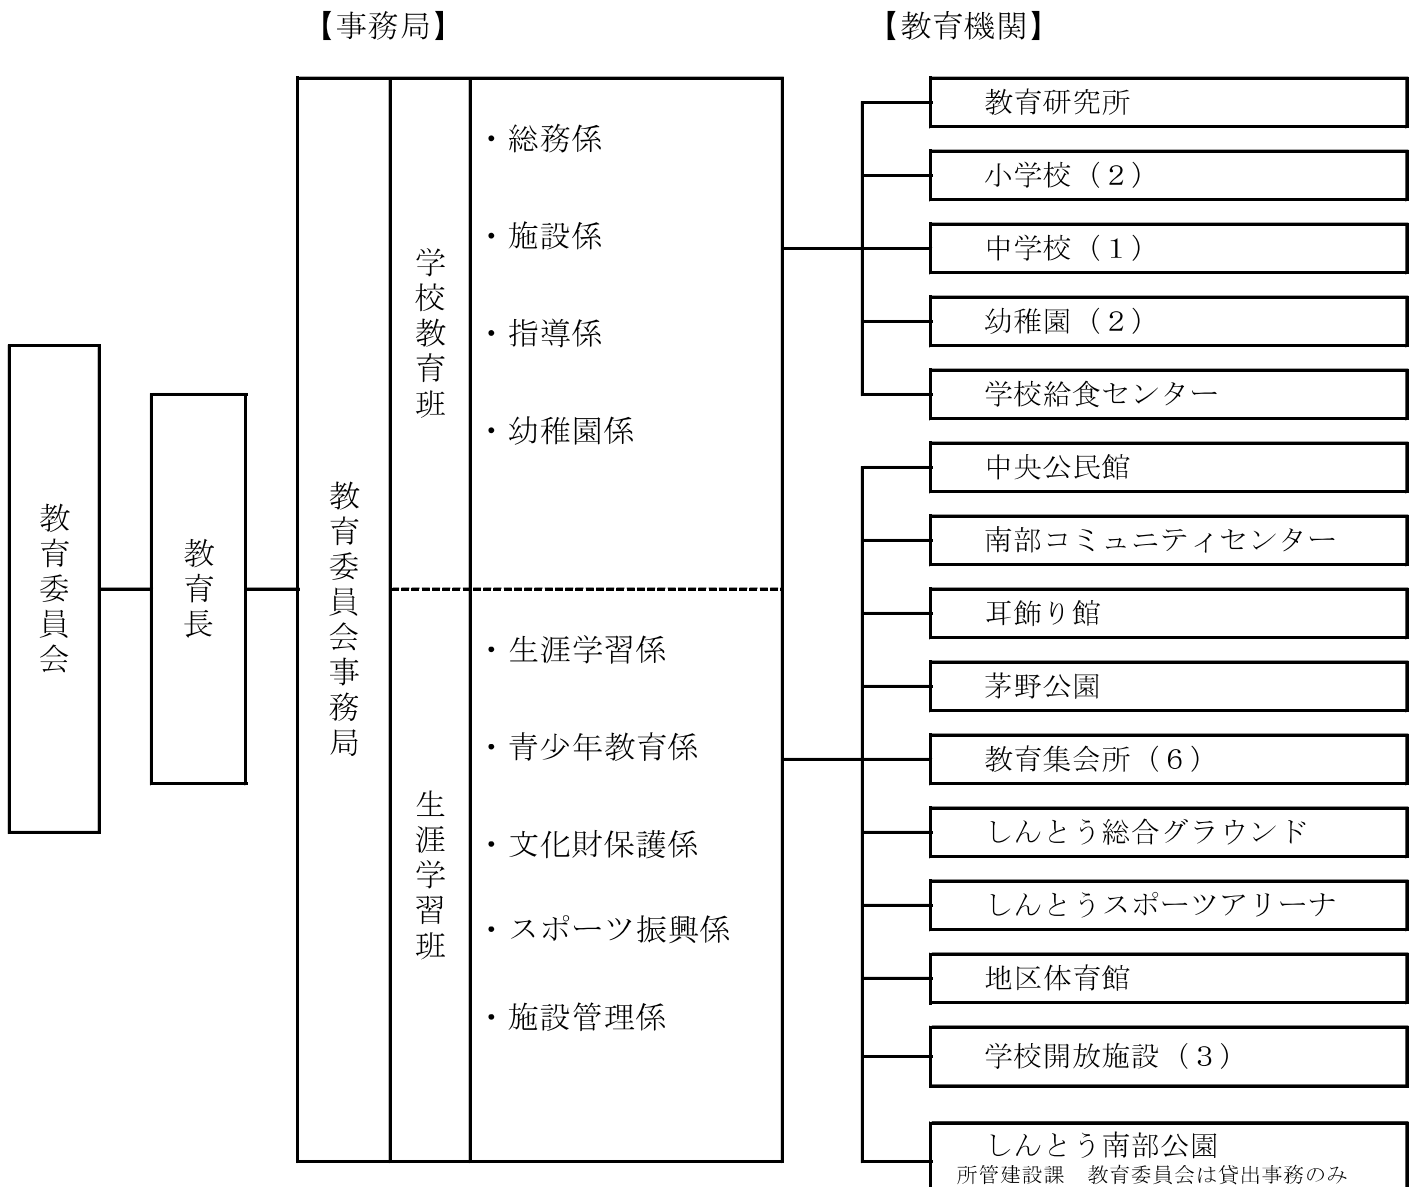 【事務局】
【教育機関】
教育委員会
教育長
教育委員会事務局
学校教育班
・総務係
・施設係
・指導係
・幼稚園係
生涯学習班
・生涯学習係
・青少年教育係
・文化財保護係
・スポーツ振興係
・施設管理係
教育研究所
小学校（２）
中学校（１）
幼稚園（２）
学校給食センター
中央公民館
南部コミュニティセンター
耳飾り館
茅野公園
教育集会所（６）
しんとう総合グラウンド
しんとうスポーツアリーナ
地区体育館
学校開放施設（３）
しんとう南部公園
所管建設課　教育委員会は貸出事務のみ